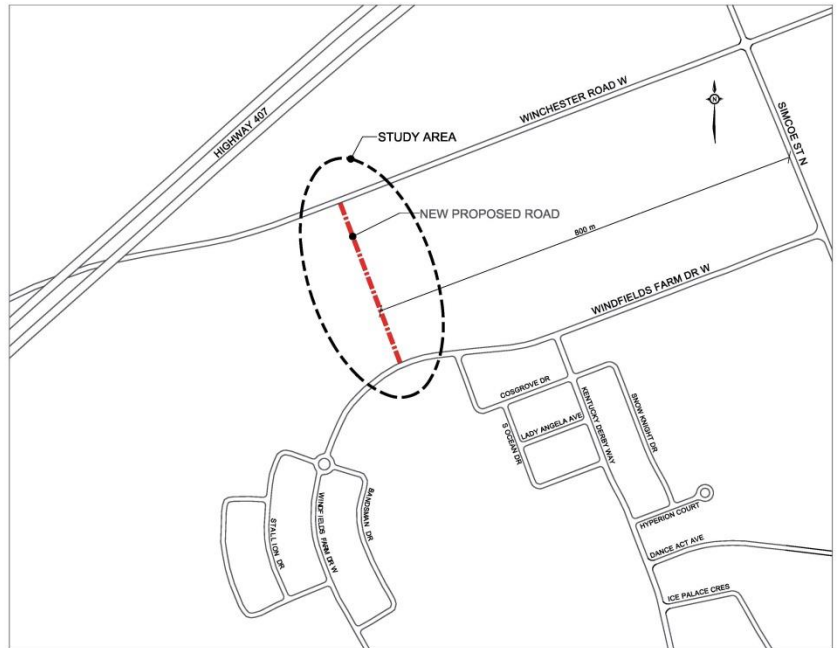 WINCHESTER ROAD W
N
SIMCOE ST N
HIGHWAY 407
STUDY AREA
NEW PROPOSED ROAD
800 m
WINDFIELDS FARM DR W
COSGROVE DR
SNOW KNIGHT DR
KENTUCKY DERBY WAY
LADY ANGELA AVE
S OCEAN DR
BANDSMAN DR
WINDFIELDS FARM DR W
STALLION DR
HYPERION COURT
DANCE ACT AVE
ICE PALACE CRES